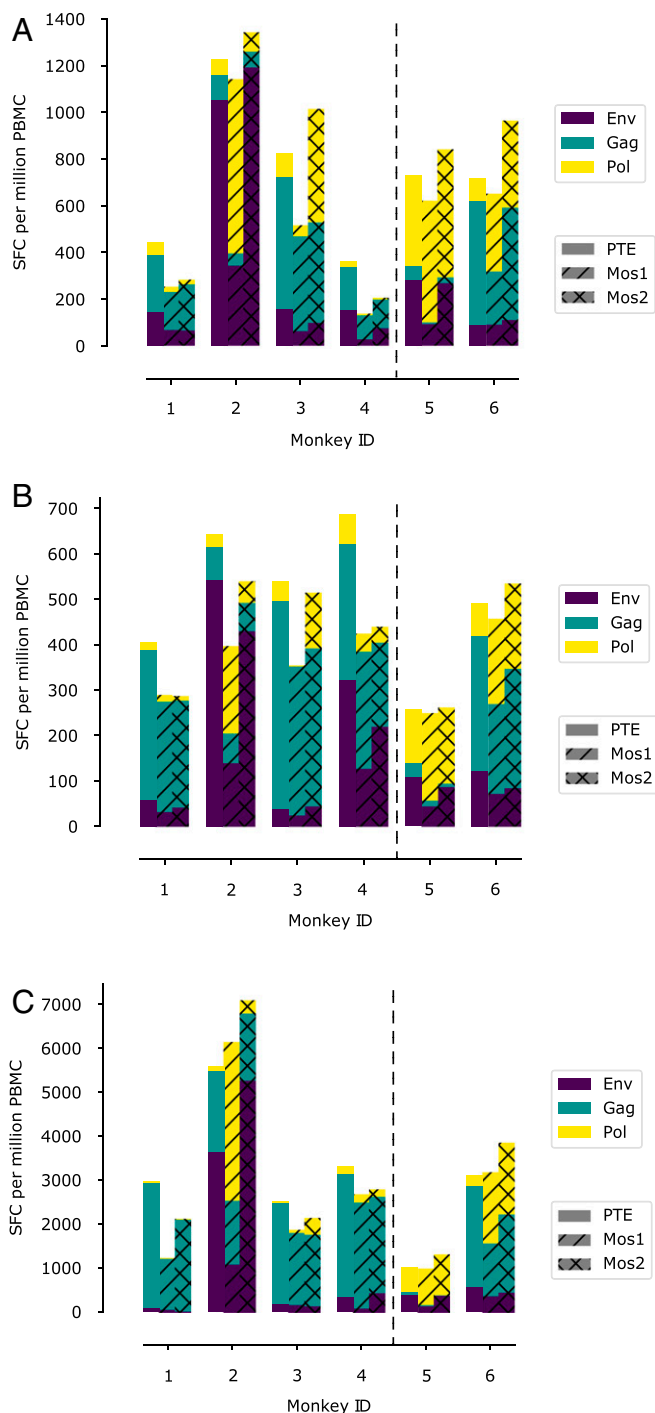 A
1400
1200
1000
800
600
400
200
0
SFC per million PBMC
1 2 3 4 5 6
Monkey ID
Env
Gag
Pol
PTE
Mos1
Mos2
B
700
600
500
400
300
200
100
0
SFC per million PBMC
1 2 3 4 5 6
Monkey ID
Env
Gag
Pol
PTE
Mos1
Mos2
C
7000
6000
5000
4000
3000
2000
1000
0
SFC per million PBMC
1 2 3 4 5 6
Monkey ID
Env
Gag
Pol
PTE
Mos1
Mos2